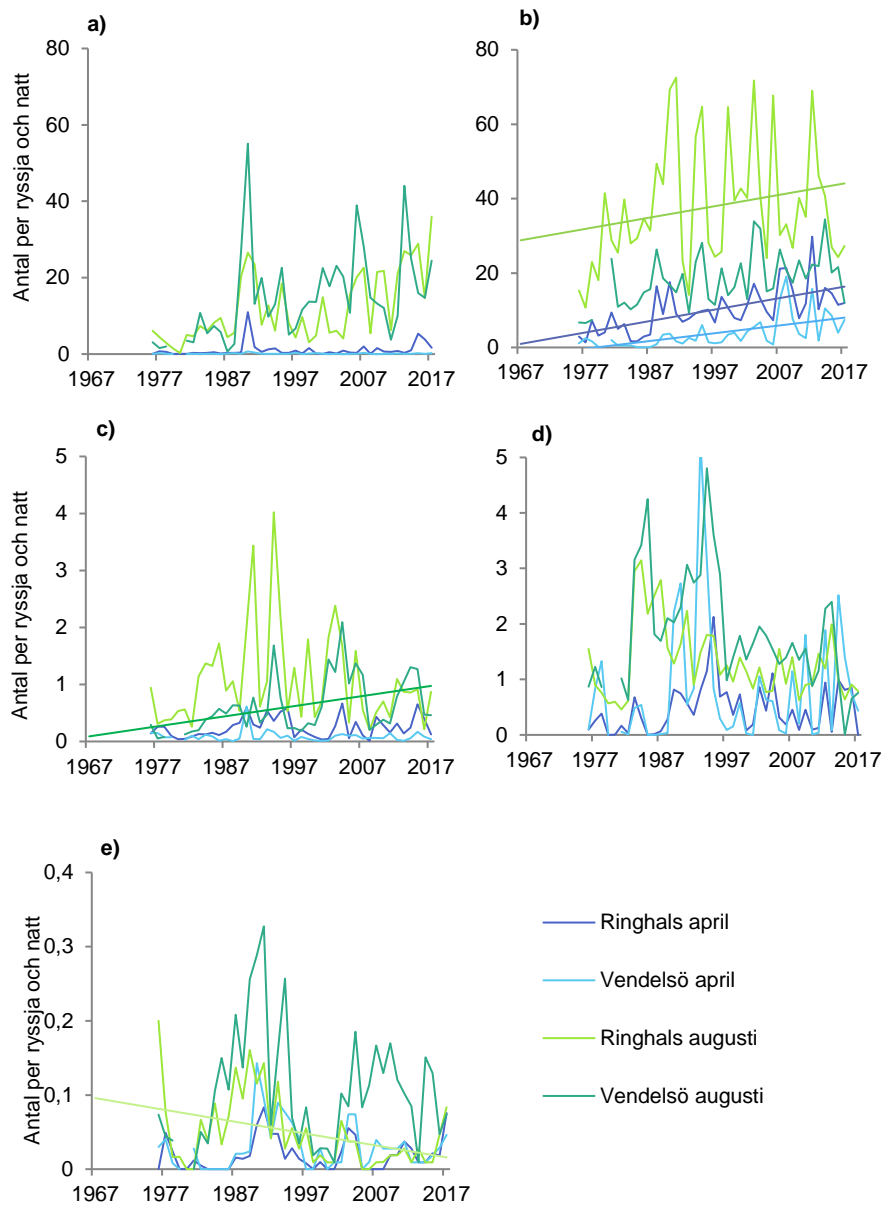 a)
80
60
40
20
0
1967 1977 1987 1997 2007 2017
Antal per ryssja och natt
b)
80
60
40
20
0
1967 1977 1987 1997 2007 2017
c)
5
4
3
2
1
0
1967 1977 1987 1997 2007 2017
Antal per ryssja och natt
d)
5
4
3
2
1
0
1967 1977 1987 1997 2007 2017
e)
0,4
0,3
0,2
0,1
0
1967 1977 1987 1997 2007 2017
Antal per ryssja och natt
Ringhals april
Vendelsö april
Ringhals augusti
Vendelsö augusti